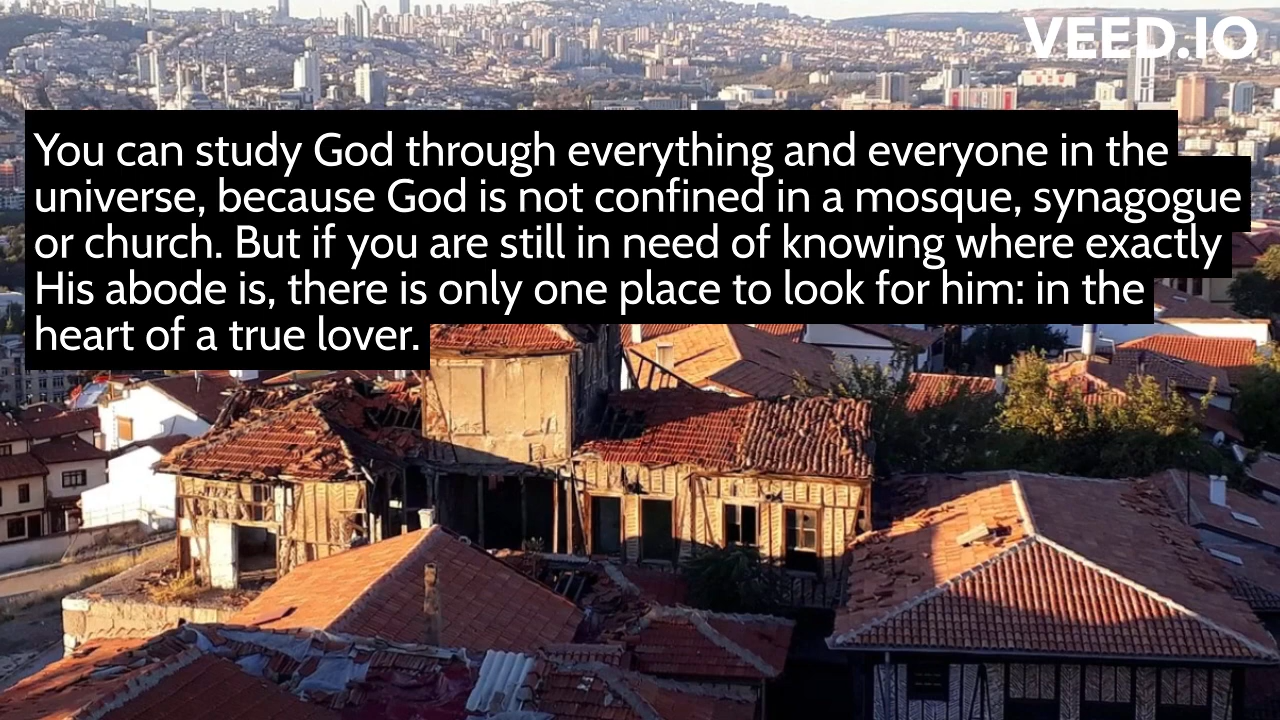 VEED.IO
You can study God through everything and everyone in the
universe, because God is not confined in a mosque, synagogue
or church. But if you are still in need of knowing where exactly
His abode is, there is only one place to look for him: in the
heart of a true lover.